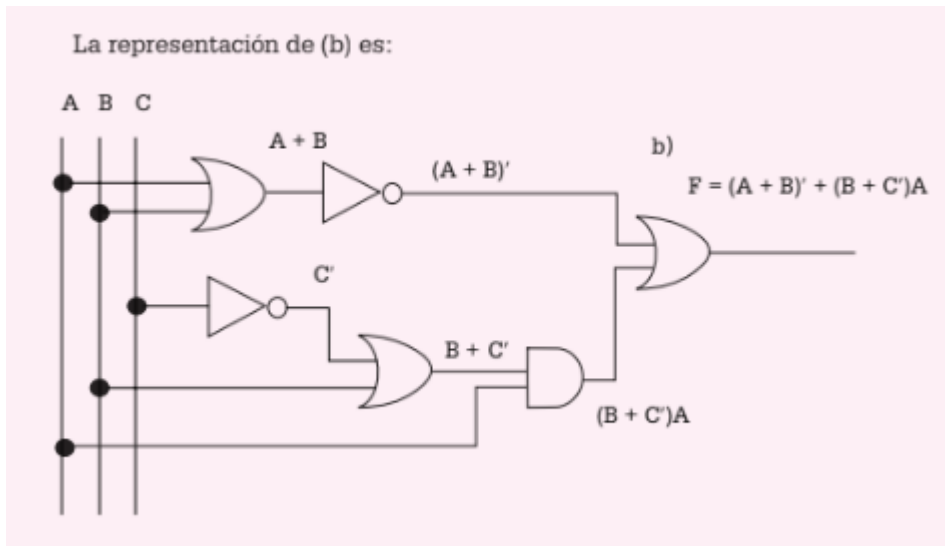 La representación de (b) es:
A B C
A + B
(A + B)′
b)
F = (A + B)′ + (B + C′)A
C′
B + C′
(B + C′)A